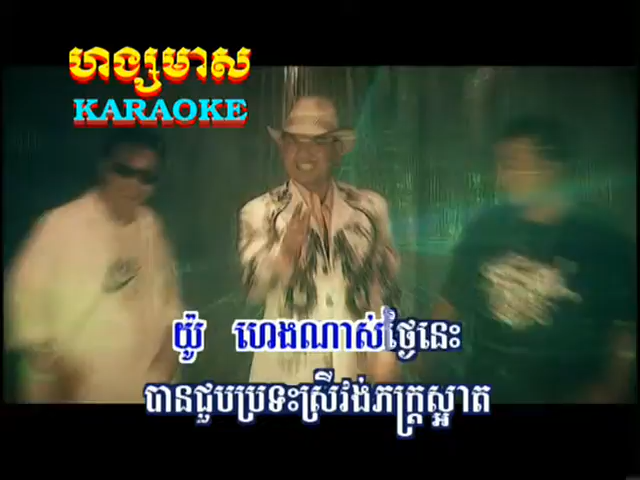 ហង្សមាស
KARAOKE
យ៉ូ ហេងណាស់ថ្ងៃនេះ
បានជួបប្រទះស្រីវង់ភក្ត្រស្អាត